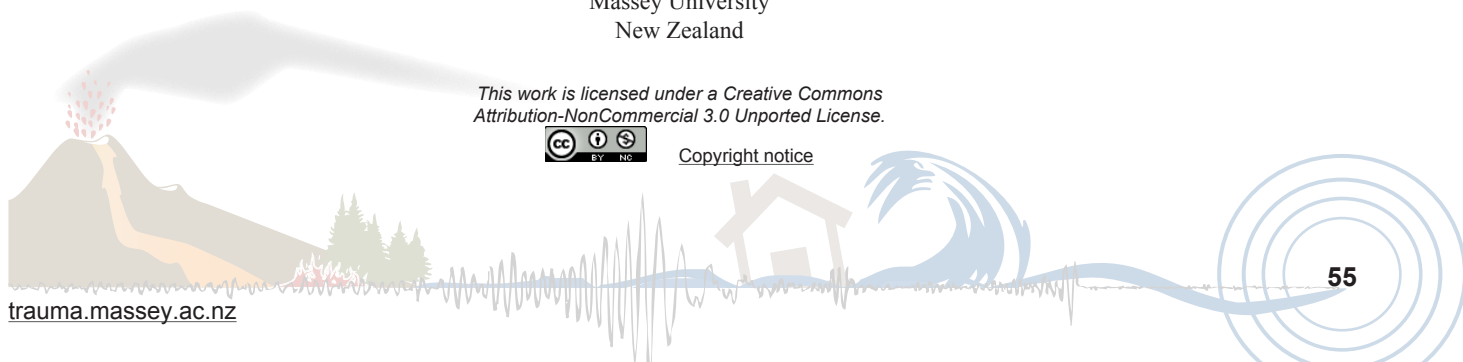 Massey University
New Zealand
This work is licensed under a Creative Commons
Attribution-NonCommercial 3.0 Unported License.
cc
BY NC
Copyright notice
55
trauma.massey.ac.nz